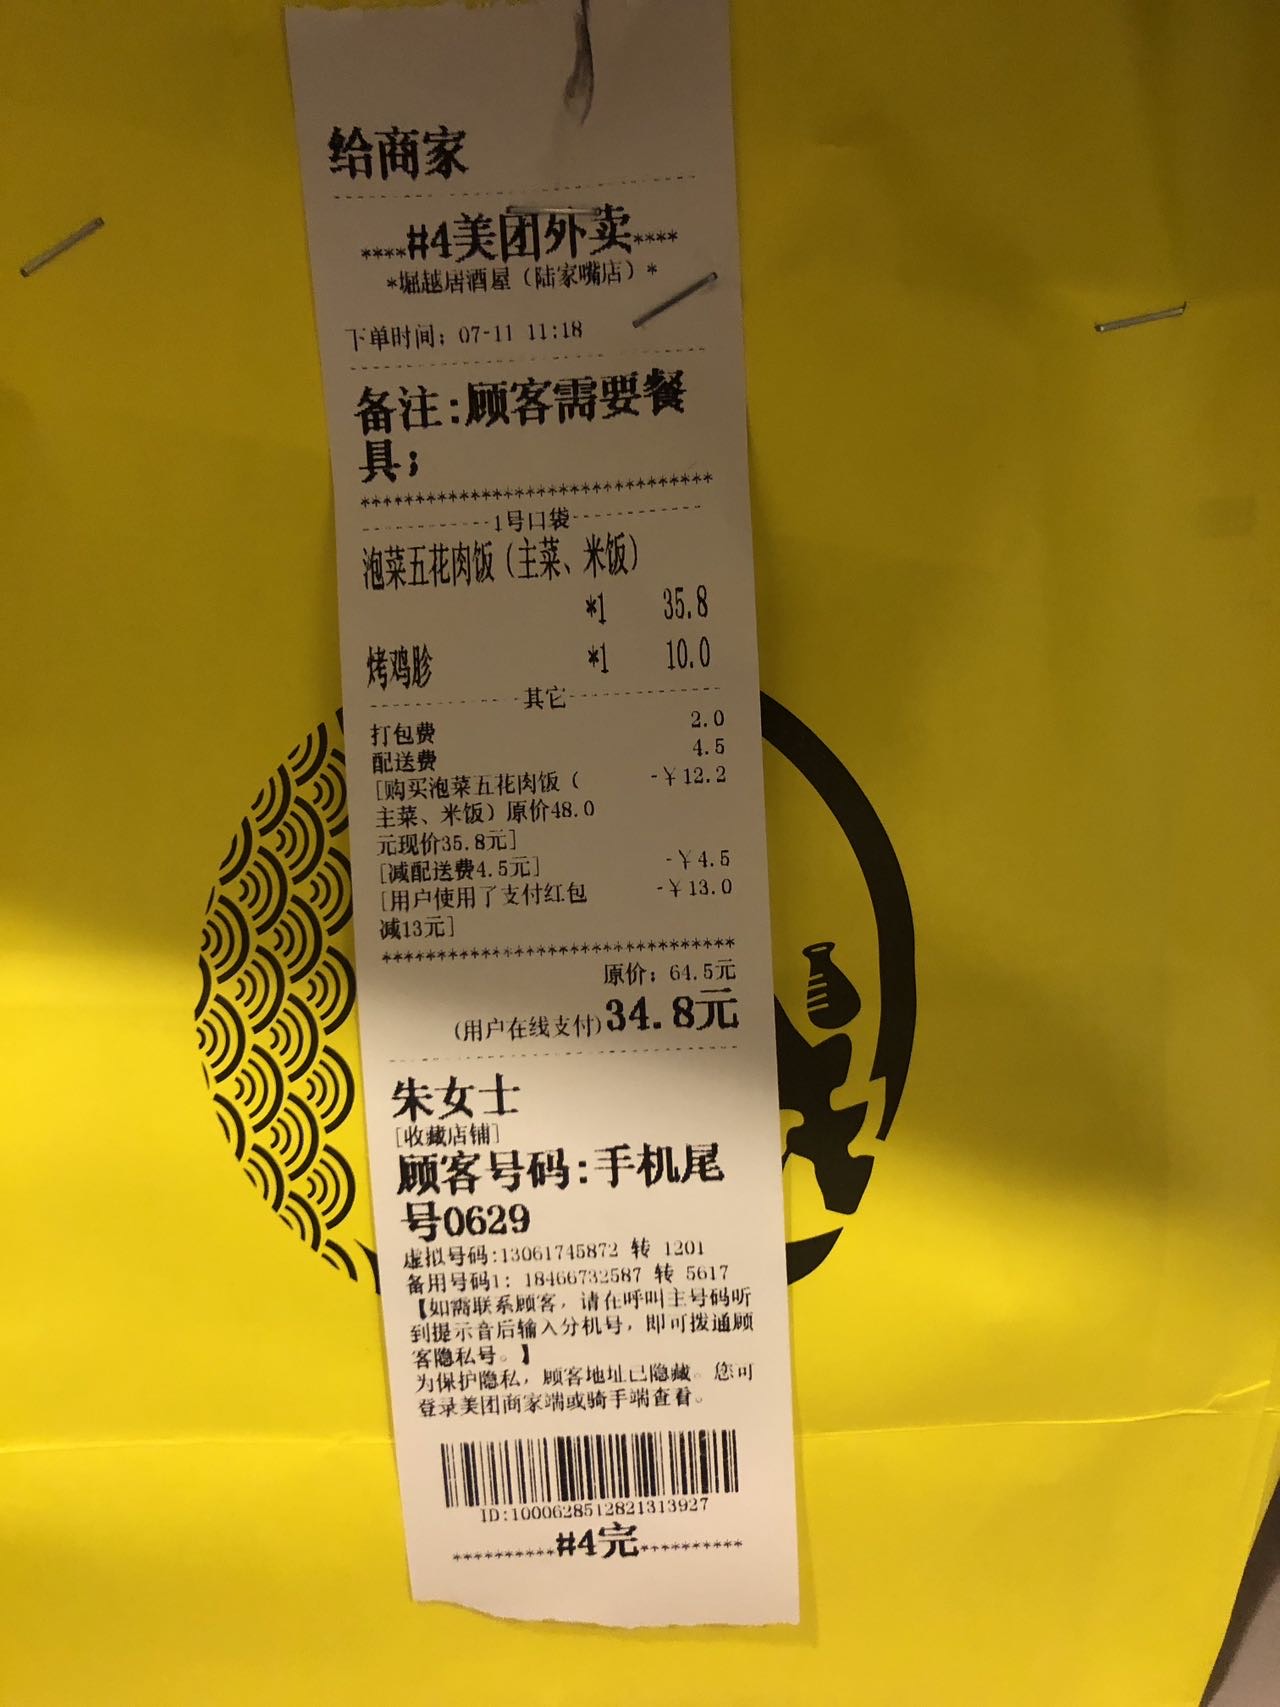 给商家
****#4美团外卖****
*堀越居酒屋（陆家嘴店）*
下单时间：07-11 11:18
备注：顾客需要餐
具；
********************************
1号口袋
泡菜五花肉饭（主菜、米饭）
*1 35.8
烤鸡胗 *1 10.0
其它
打包费 2.0
配送费 4.5
[购买泡菜五花肉饭（ -￥12.2
主菜、米饭）原价48.0
元现价35.8元]
[减配送费4.5元] -￥4.5
[用户使用了支付红包 -￥13.0
减13元]
********************************
原价：64.5元
(用户在线支付)34.8元
朱女士
[收藏店铺]
顾客号码：手机尾
号0629
虚拟号码:13061745872 转 1201
备用号码1: 18466732587 转 5617
【如需联系顾客，请在呼叫主号码听
到提示音后输入分机号，即可拨通顾
客隐私号。】
为保护隐私，顾客地址已隐藏。您可
登录美团商家端或骑手端查看。
ID:1000628512821313927
**********#4完**********